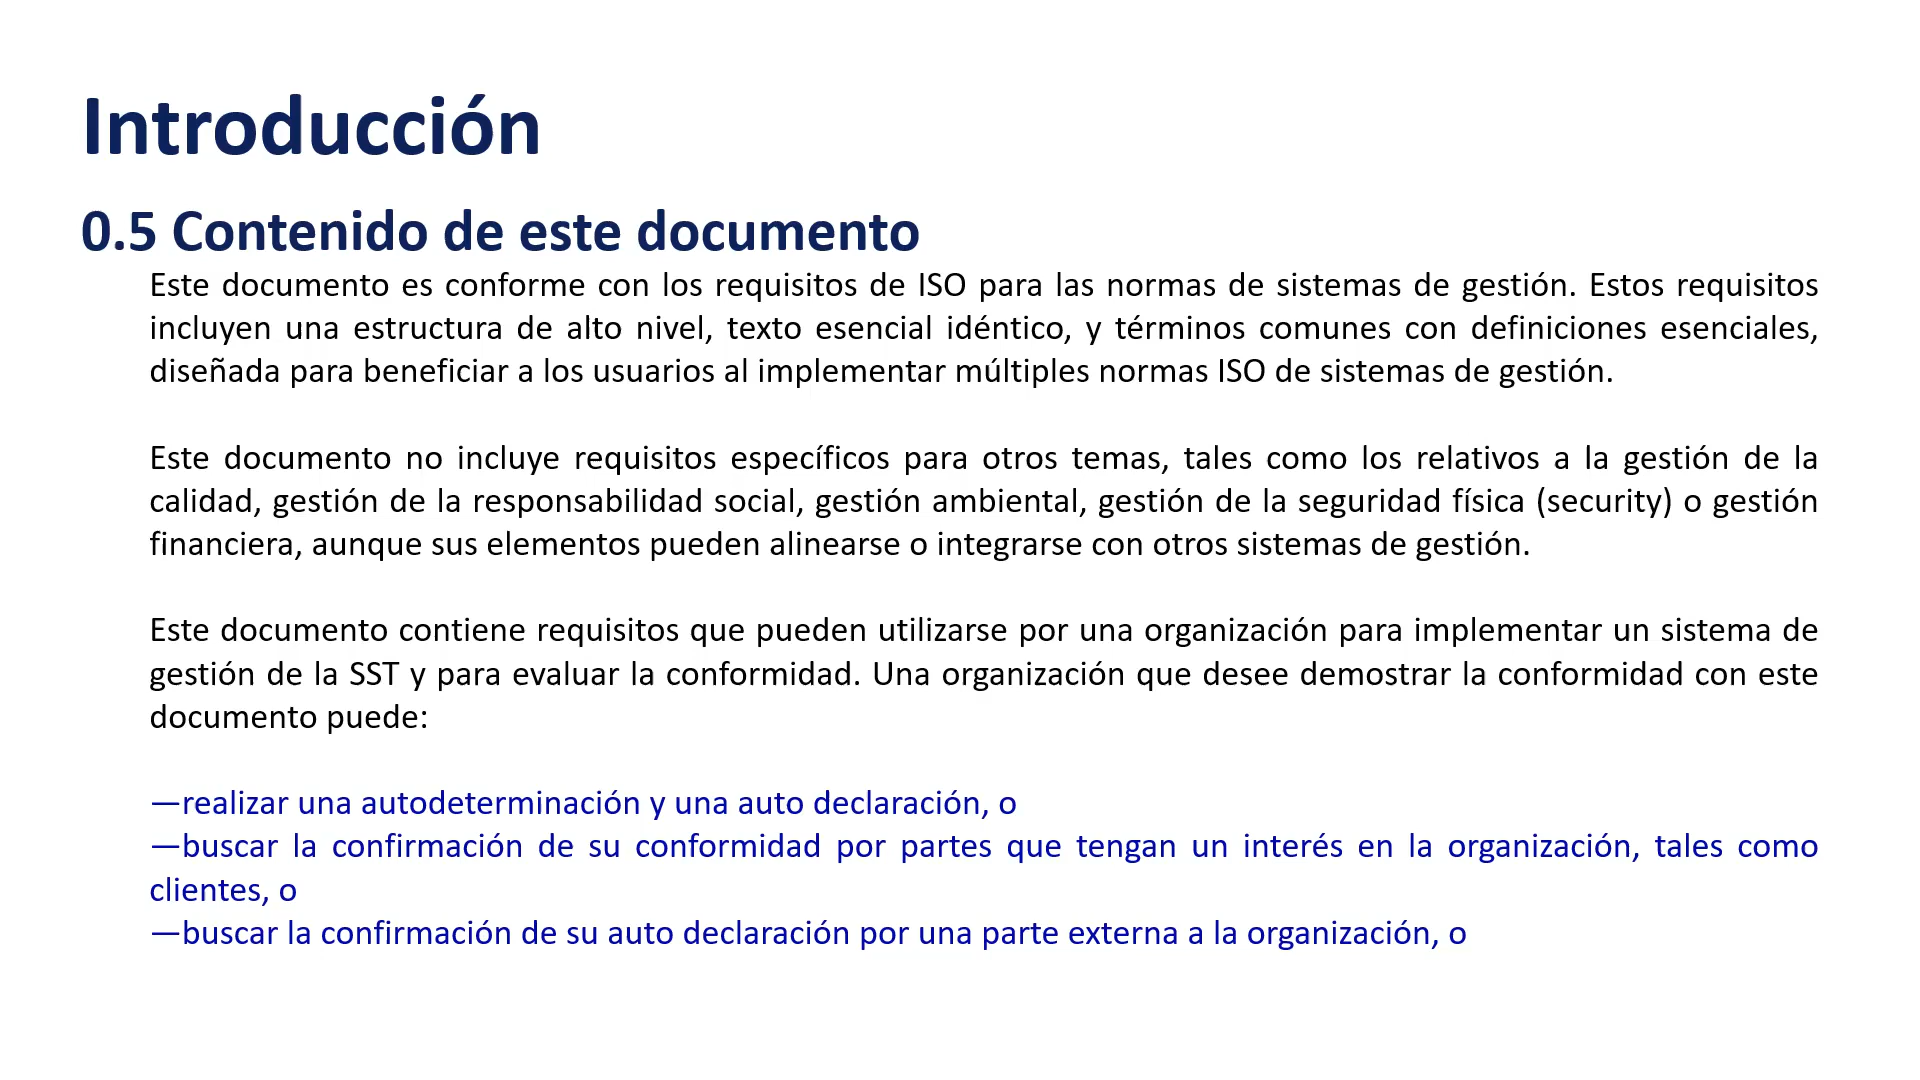 Introducción
0.5 Contenido de este documento
Este documento es conforme con los requisitos de ISO para las normas de sistemas de gestión. Estos requisitos
incluyen una estructura de alto nivel, texto esencial idéntico, y términos comunes con definiciones esenciales,
diseñada para beneficiar a los usuarios al implementar múltiples normas ISO de sistemas de gestión.
Este documento no incluye requisitos específicos para otros temas, tales como los relativos a la gestión de la
calidad, gestión de la responsabilidad social, gestión ambiental, gestión de la seguridad física (security) o gestión
financiera, aunque sus elementos pueden alinearse o integrarse con otros sistemas de gestión.
Este documento contiene requisitos que pueden utilizarse por una organización para implementar un sistema de
gestión de la SST y para evaluar la conformidad. Una organización que desee demostrar la conformidad con este
documento puede:
—realizar una autodeterminación y una auto declaración, o
—buscar la confirmación de su conformidad por partes que tengan un interés en la organización, tales como
clientes, o
—buscar la confirmación de su auto declaración por una parte externa a la organización, o